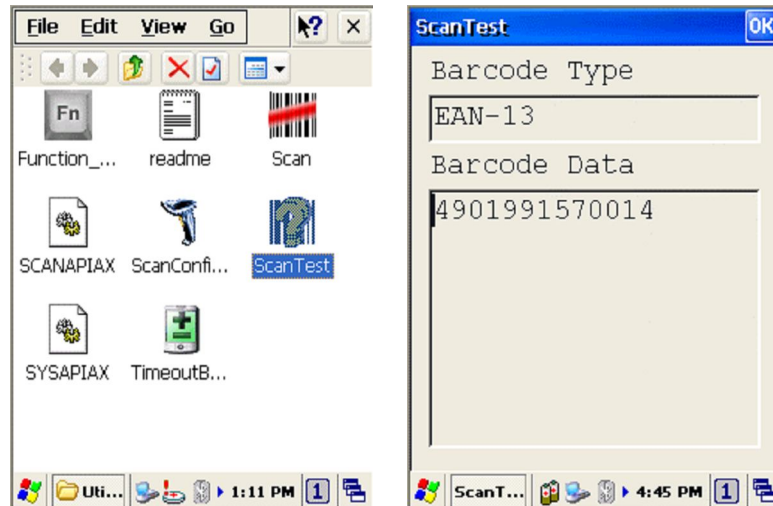 File Edit View Go
Fn
Function_... readme Scan
SCANAPIAX ScanConfi... ScanTest
SYSAPIAX TimeoutB...
Uti... 1:11 PM 1
ScanTest OK
Barcode Type
EAN-13
Barcode Data
4901991570014
ScanT... 4:45 PM 1